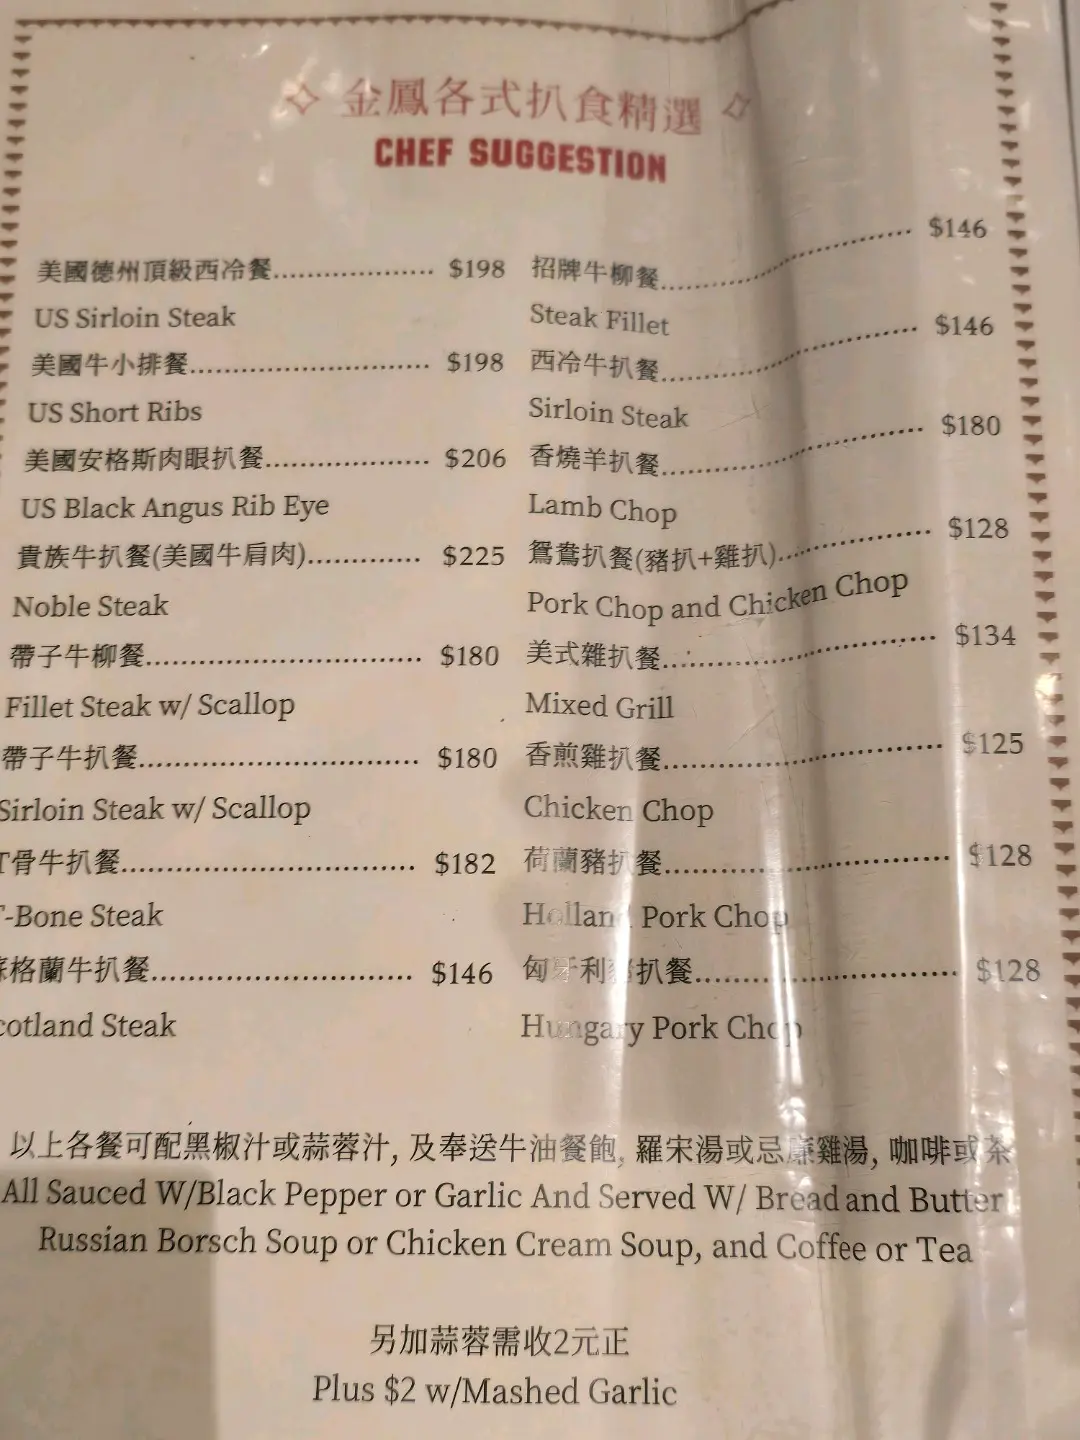 金鳳各式扒食精選
CHEF SUGGESTION
美國德州頂級西冷餐.................. $198
US Sirloin Steak
美國牛小排餐........................... $198
US Short Ribs
美國安格斯肉眼扒餐.................. $206
US Black Angus Rib Eye
貴族牛扒餐(美國牛肩肉)............ $225
Noble Steak
帶子牛柳餐.............................. $180
Fillet Steak w/ Scallop
帶子牛扒餐.............................. $180
Sirloin Steak w/ Scallop
T骨牛扒餐................................ $182
T-Bone Steak
蘇格蘭牛扒餐........................... $146
cotland Steak
招牌牛柳餐.............................. $146
Steak Fillet
西冷牛扒餐.............................. $146
Sirloin Steak
香燒羊扒餐.............................. $180
Lamb Chop
鴛鴦扒餐(豬扒+雞扒).................. $128
Pork Chop and Chicken Chop
美式雜扒餐.............................. $134
Mixed Grill
香煎雞扒餐.............................. $125
Chicken Chop
荷蘭豬扒餐.............................. $128
Holland Pork Chop
匈牙利豬扒餐........................... $128
Hungary Pork Chop
以上各餐可配黑椒汁或蒜蓉汁, 及奉送牛油餐飽, 羅宋湯或忌廉雞湯, 咖啡或茶
All Sauced W/Black Pepper or Garlic And Served W/ Bread and Butter
Russian Borsch Soup or Chicken Cream Soup, and Coffee or Tea
另加蒜蓉需收2元正
Plus $2 w/Mashed Garlic